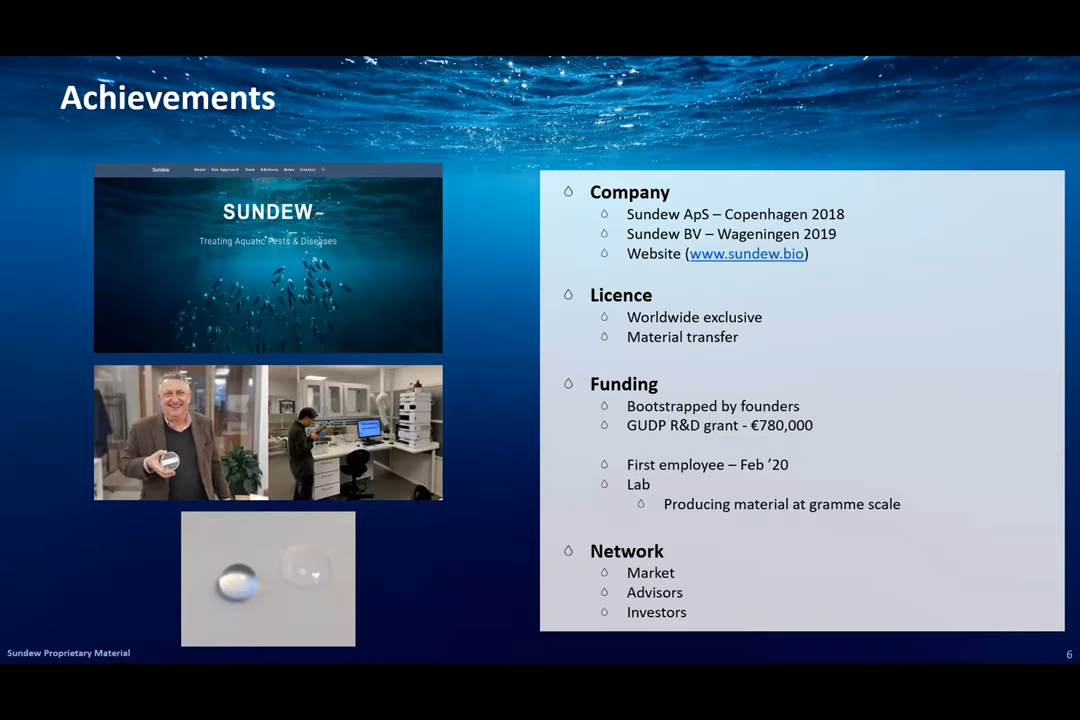 Achievements
Sundew
About Our Approach Team Advisors News Contact
SUNDEW
Treating Aquatic Pests & Diseases
Company
Sundew ApS – Copenhagen 2018
Sundew BV – Wageningen 2019
Website (www.sundew.bio)
Licence
Worldwide exclusive
Material transfer
Funding
Bootstrapped by founders
GUDP R&D grant - €780,000
First employee – Feb ’20
Lab
Producing material at gramme scale
Network
Market
Advisors
Investors
Sundew Proprietary Material
6